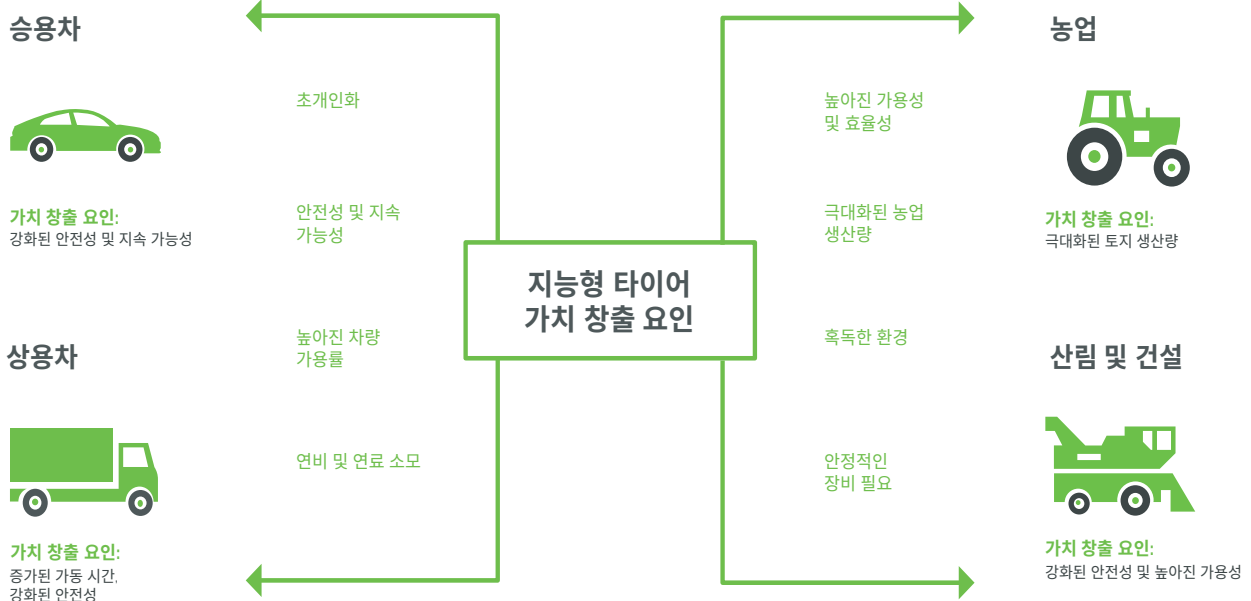 승용차
가치 창출 요인:
강화된 안전성 및 지속 가능성
초개인화
안전성 및 지속
가능성
상용차
가치 창출 요인:
증가된 가동 시간,
강화된 안전성
높아진 차량
가용률
연비 및 연료 소모
지능형 타이어
가치 창출 요인
높아진 가용성
및 효율성
극대화된 농업
생산량
농업
가치 창출 요인:
극대화된 토지 생산량
혹독한 환경
안정적인
장비 필요
산림 및 건설
가치 창출 요인:
강화된 안전성 및 높아진 가용성